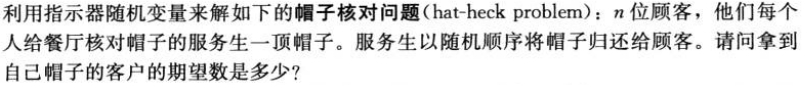 利用指示器随机变量来解如下的帽子核对问题(hat-heck problem)：n 位顾客，他们每个
人给餐厅核对帽子的服务生一顶帽子。服务生以随机顺序将帽子归还给顾客。请问拿到
自己帽子的客户的期望数是多少？